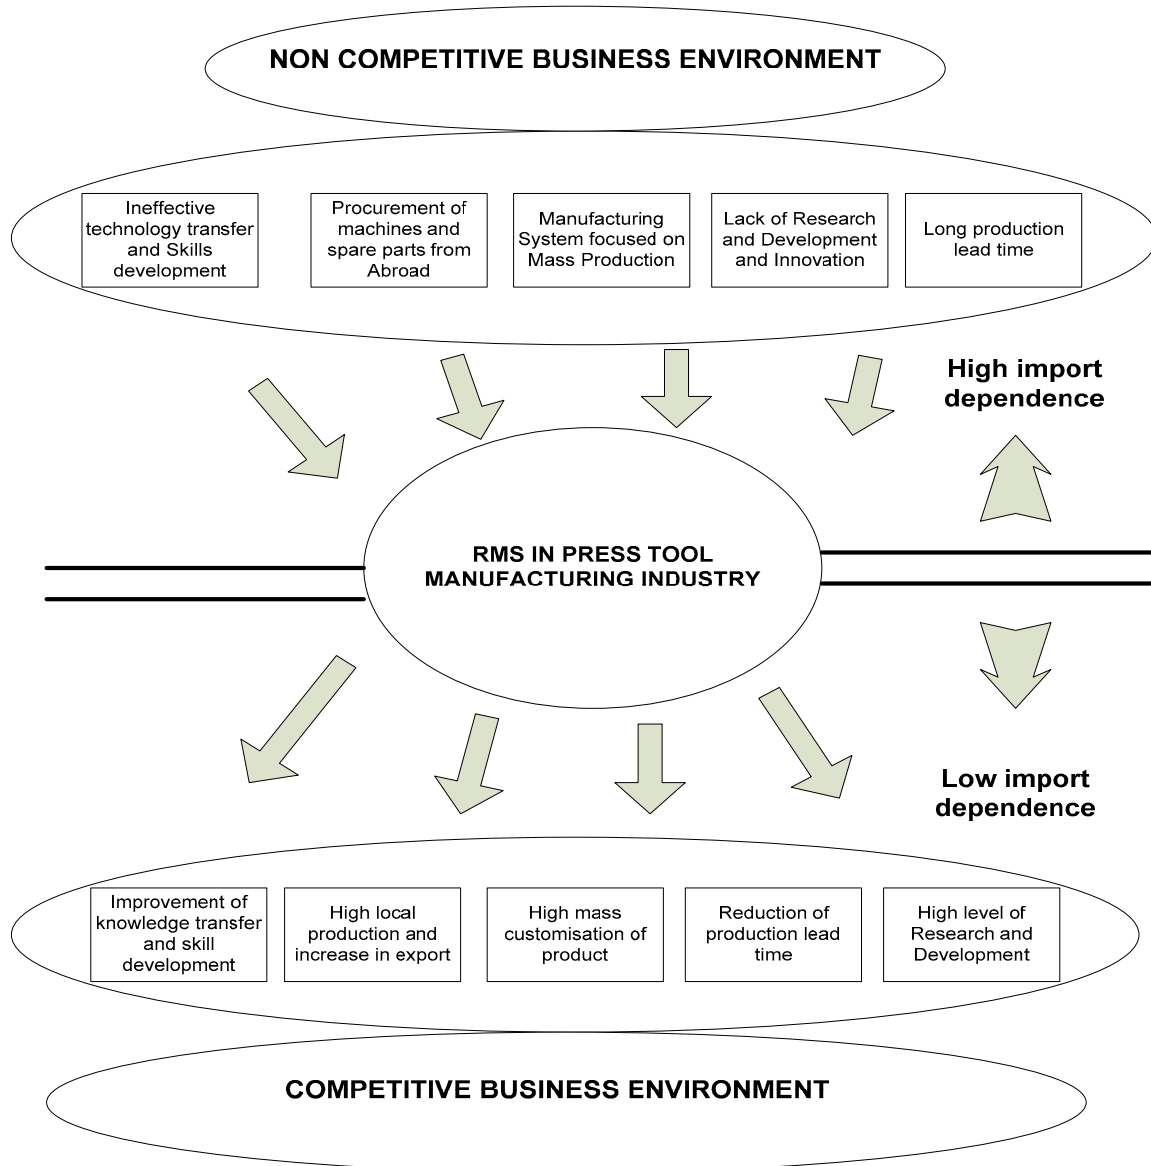 NON COMPETITIVE BUSINESS ENVIRONMENT
Ineffective
technology transfer
and Skills
development
Procurement of
machines and
spare parts from
Abroad
Manufacturing
System focused on
Mass Production
Lack of Research
and Development
and Innovation
Long production
lead time
High import
dependence
RMS IN PRESS TOOL
MANUFACTURING INDUSTRY
Low import
dependence
Improvement of
knowledge transfer
and skill
development
High local
production and
increase in export
High mass
customisation of
product
Reduction of
production lead
time
High level of
Research and
Development
COMPETITIVE BUSINESS ENVIRONMENT